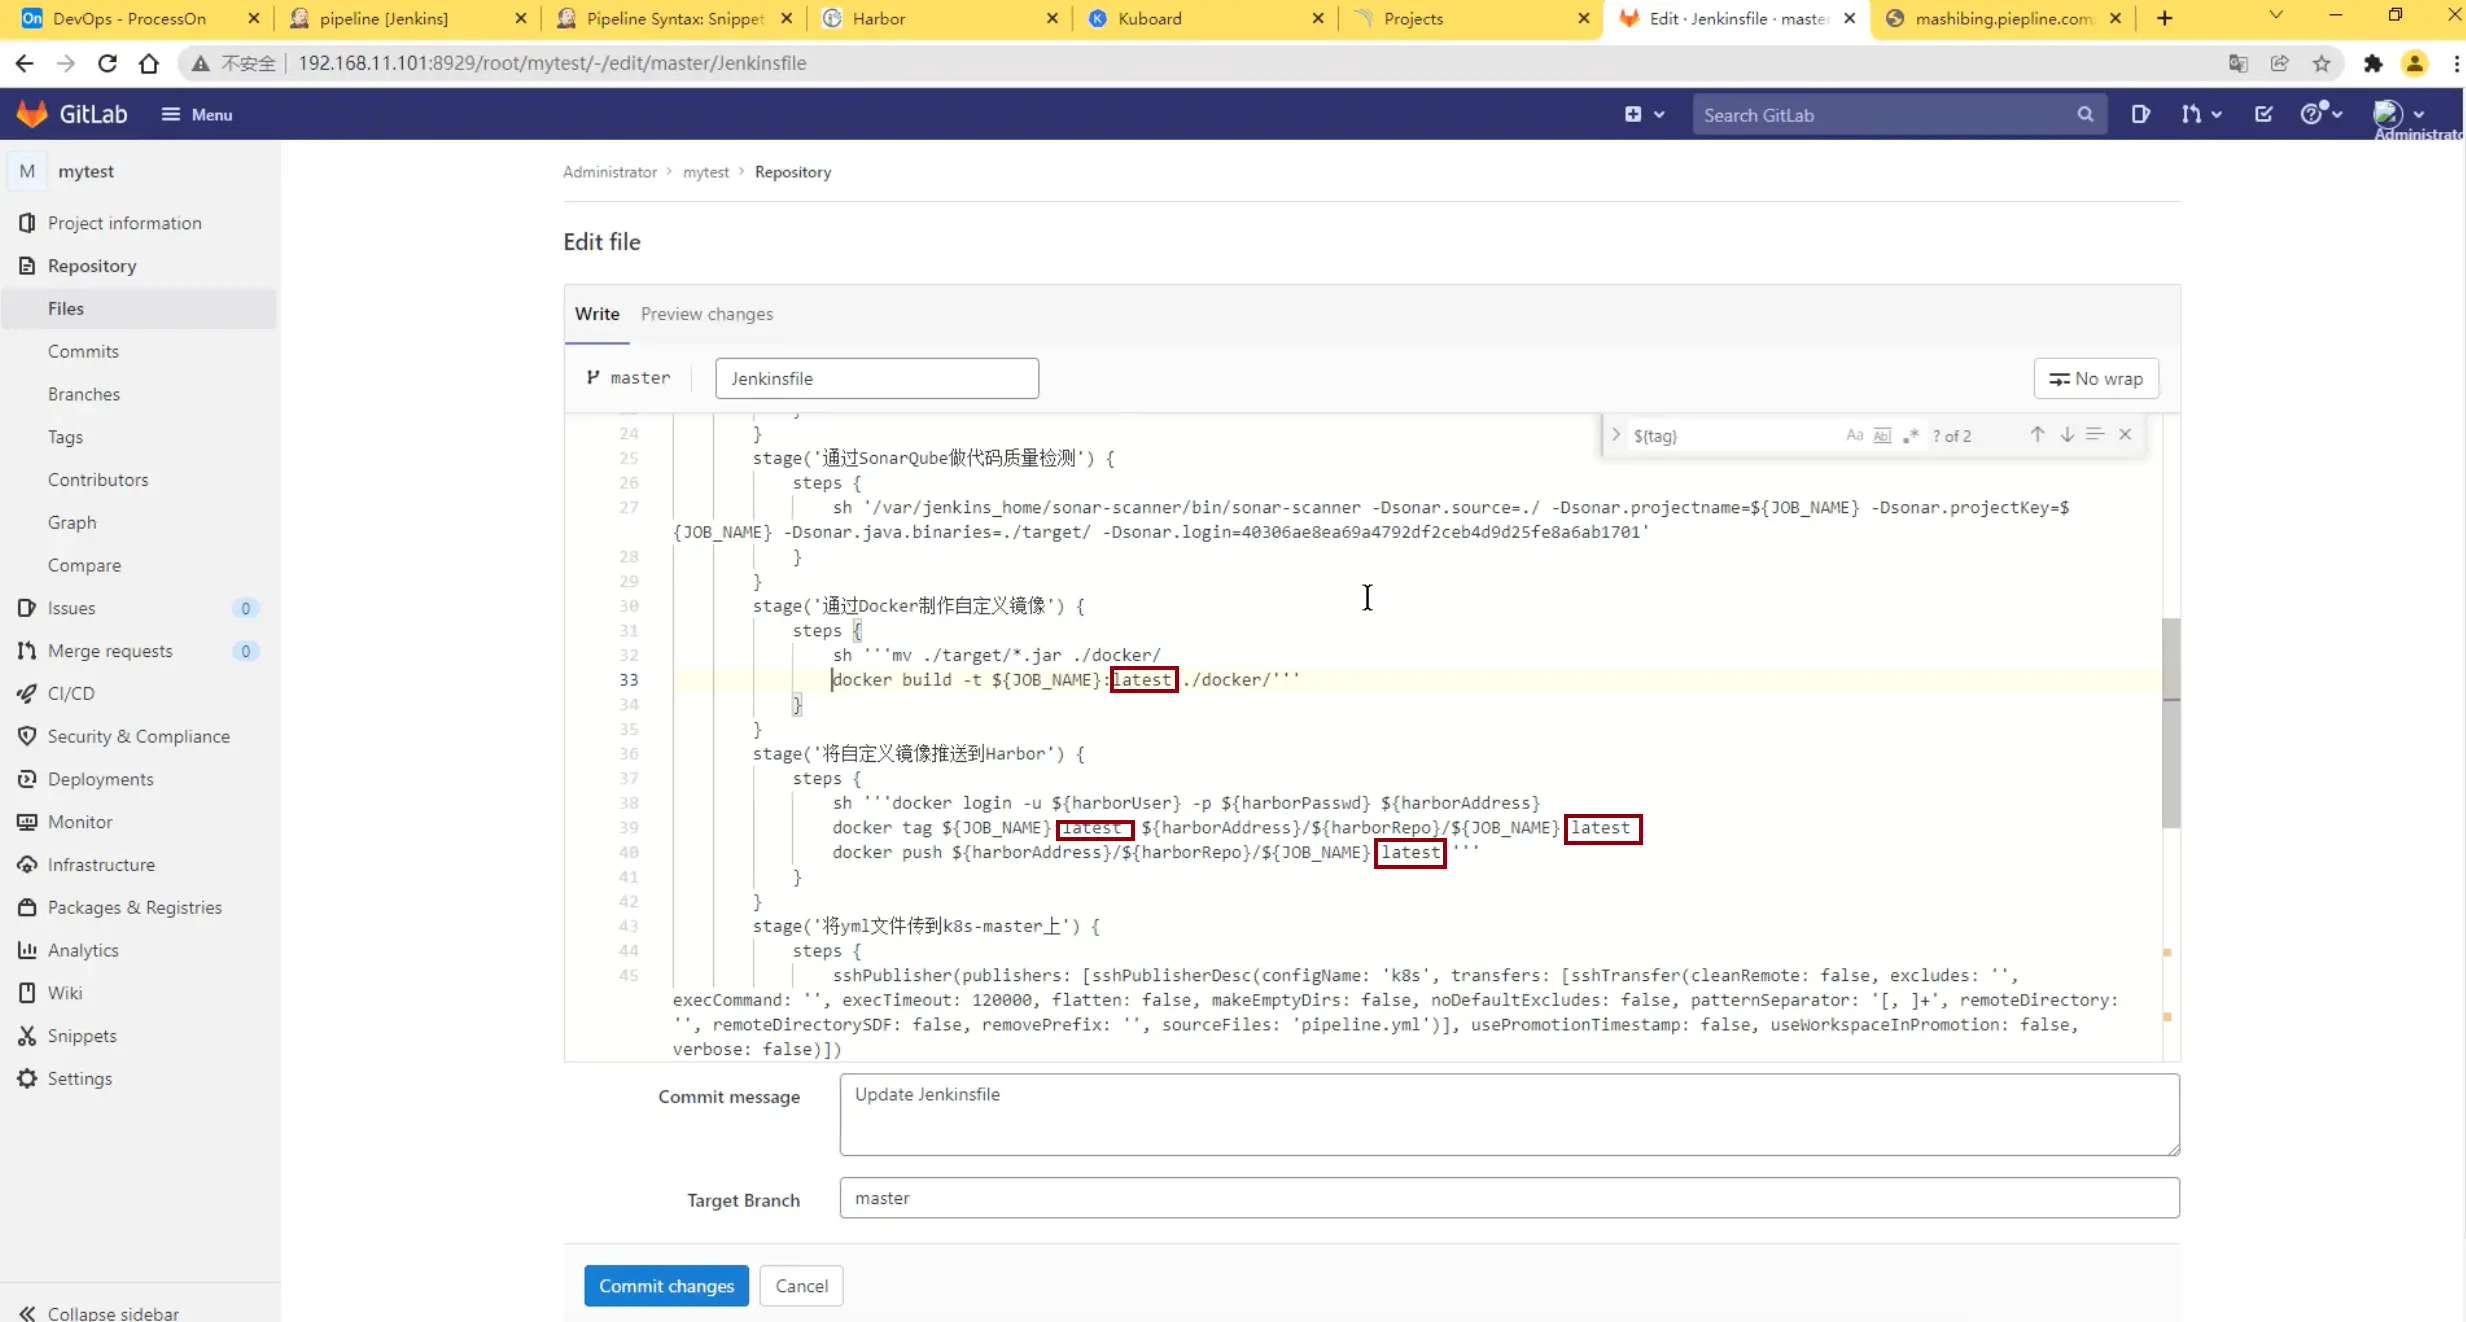 On DevOps - ProcessOn
pipeline [Jenkins]
Pipeline Syntax: Snippet
Harbor
Kuboard
Projects
Edit · Jenkinsfile · master
mashibing.piepline.com
不安全 192.168.11.101:8929/root/mytest/-/edit/master/Jenkinsfile
GitLab Menu Search GitLab Administrato
M mytest
Project information
Repository
Files
Commits
Branches
Tags
Contributors
Graph
Compare
Issues 0
Merge requests 0
CI/CD
Security & Compliance
Deployments
Monitor
Infrastructure
Packages & Registries
Analytics
Wiki
Snippets
Settings
Collapse sidebar
Administrator > mytest > Repository
Edit file
Write Preview changes
master Jenkinsfile No wrap
${tag} Aa Ab| .* ? of 2
24 }
25 stage('通过SonarQube做代码质量检测') {
26 steps {
27 sh '/var/jenkins_home/sonar-scanner/bin/sonar-scanner -Dsonar.source=./ -Dsonar.projectname=${JOB_NAME} -Dsonar.projectKey=$
{JOB_NAME} -Dsonar.java.binaries=./target/ -Dsonar.login=40306ae8ea69a4792df2ceb4d9d25fe8a6ab1701'
28 }
29 }
30 stage('通过Docker制作自定义镜像') {
31 steps {
32 sh '''mv ./target/*.jar ./docker/
33 docker build -t ${JOB_NAME}:latest ./docker/'''
34 }
35 }
36 stage('将自定义镜像推送到Harbor') {
37 steps {
38 sh '''docker login -u ${harborUser} -p ${harborPasswd} ${harborAddress}
39 docker tag ${JOB_NAME} latest ${harborAddress}/${harborRepo}/${JOB_NAME} latest
40 docker push ${harborAddress}/${harborRepo}/${JOB_NAME} latest '''
41 }
42 }
43 stage('将yml文件传到k8s-master上') {
44 steps {
45 sshPublisher(publishers: [sshPublisherDesc(configName: 'k8s', transfers: [sshTransfer(cleanRemote: false, excludes: '',
execCommand: '', execTimeout: 120000, flatten: false, makeEmptyDirs: false, noDefaultExcludes: false, patternSeparator: '[, ]+', remoteDirectory:
'', remoteDirectorySDF: false, removePrefix: '', sourceFiles: 'pipeline.yml')], usePromotionTimestamp: false, useWorkspaceInPromotion: false,
verbose: false)])
Commit message Update Jenkinsfile
Target Branch master
Commit changes Cancel